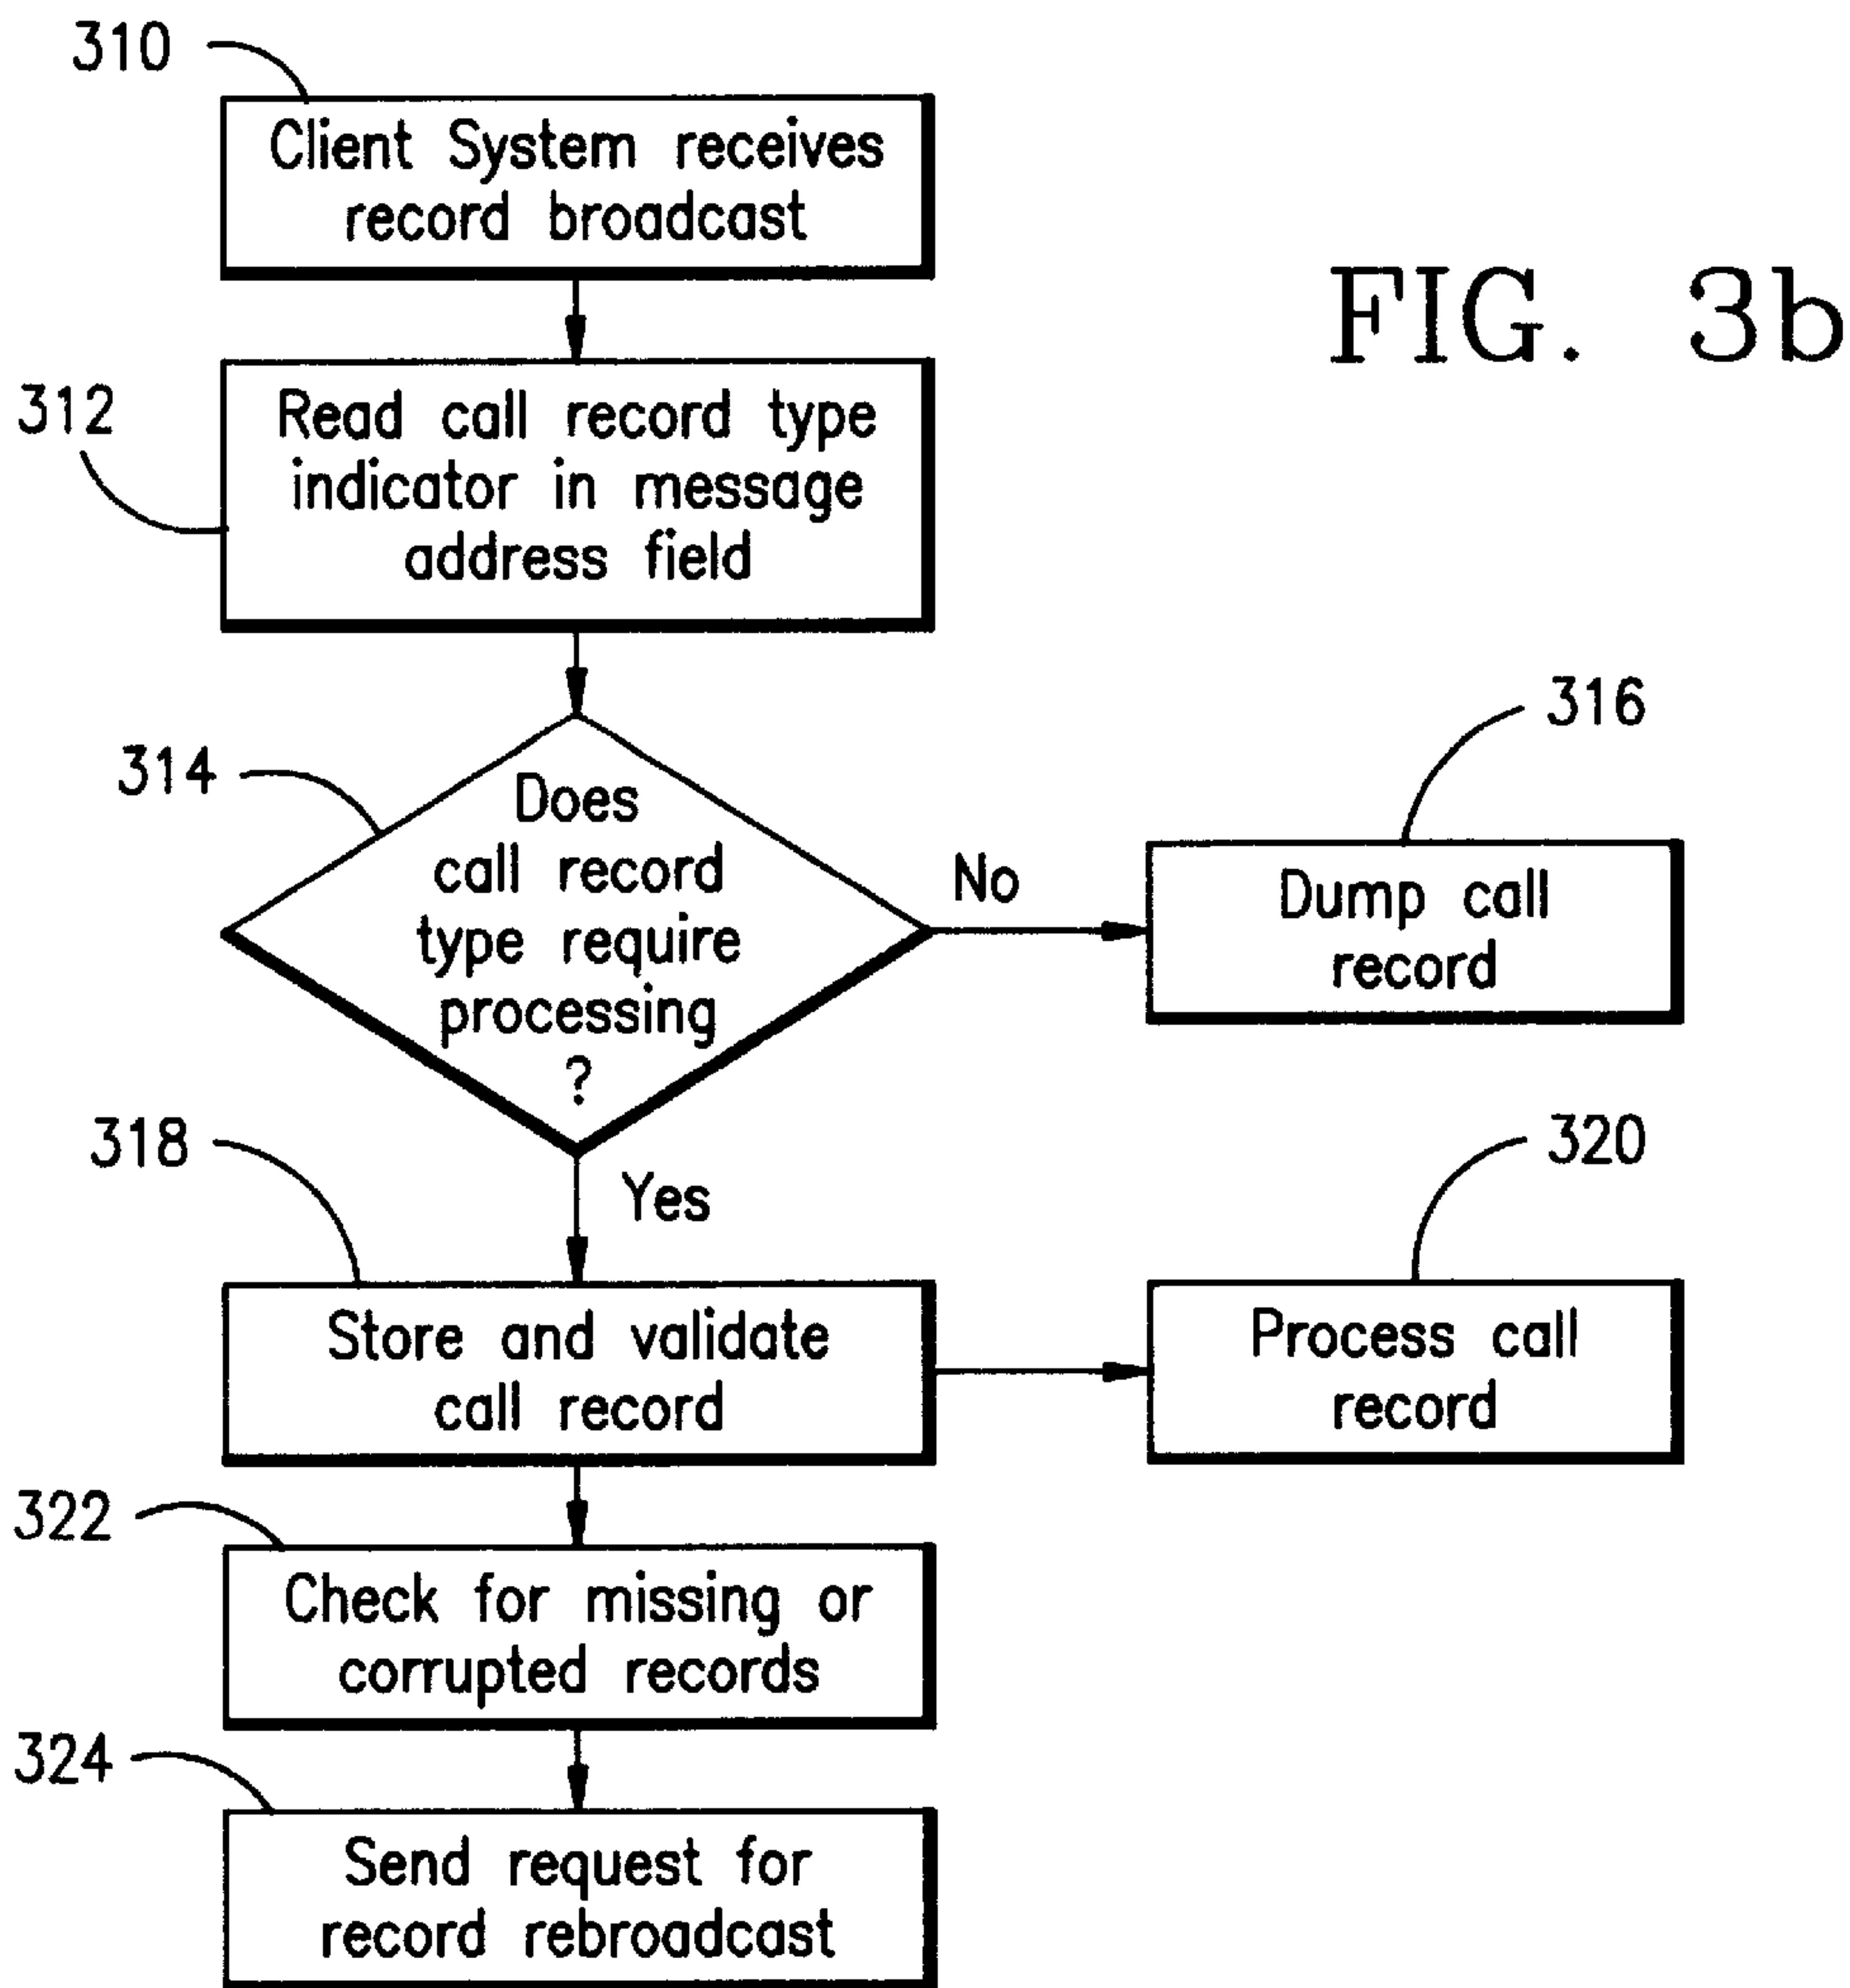 310
Client System receives
record broadcast
FIG. 3b
312
Read call record type
indicator in message
address field
314
Does
call record
type require
processing
?
No
316
Dump call
record
Yes
318
Store and validate
call record
320
Process call
record
322
Check for missing or
corrupted records
324
Send request for
record rebroadcast